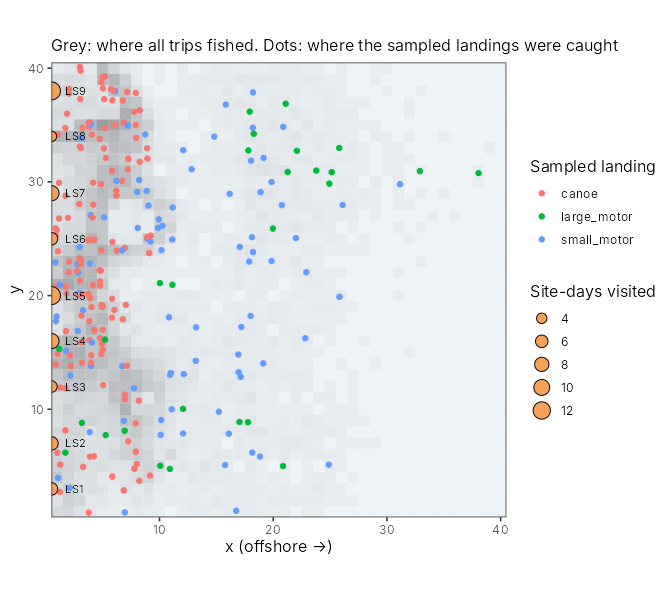 Grey: where all trips fished. Dots: where the sampled landings were caught
40
30
20
10
y
LS9
LS8
LS7
LS6
LS5
LS4
LS3
LS2
LS1
10
20
30
40
x (offshore →)
Sampled landing
canoe
large_motor
small_motor
Site-days visited
4
6
8
10
12